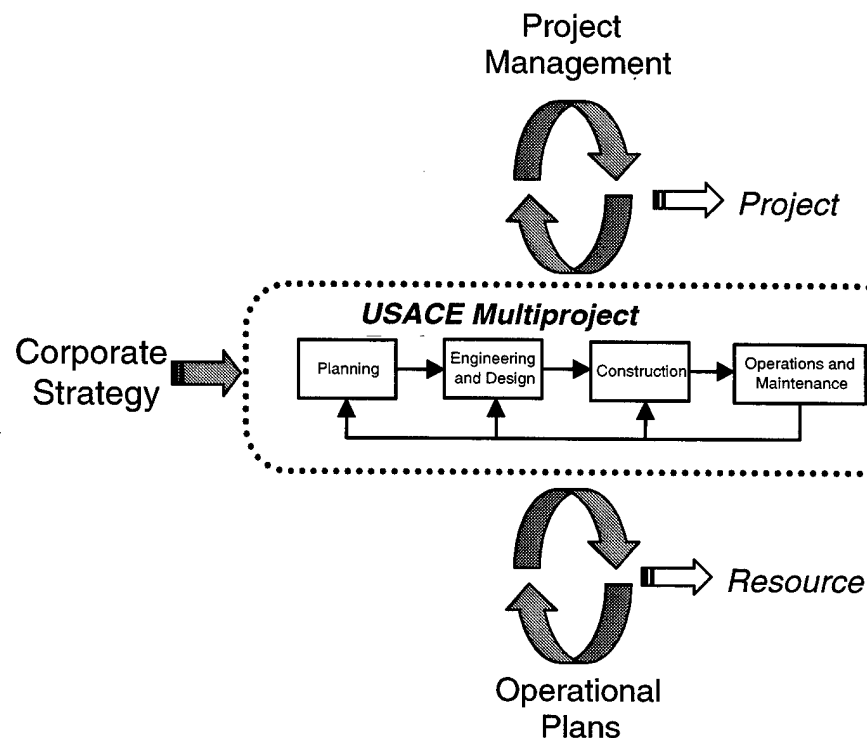 Project
Management
Project
USACE Multiproject
Corporate
Strategy
Planning
Engineering
and Design
Construction
Operations and
Maintenance
Resource
Operational
Plans